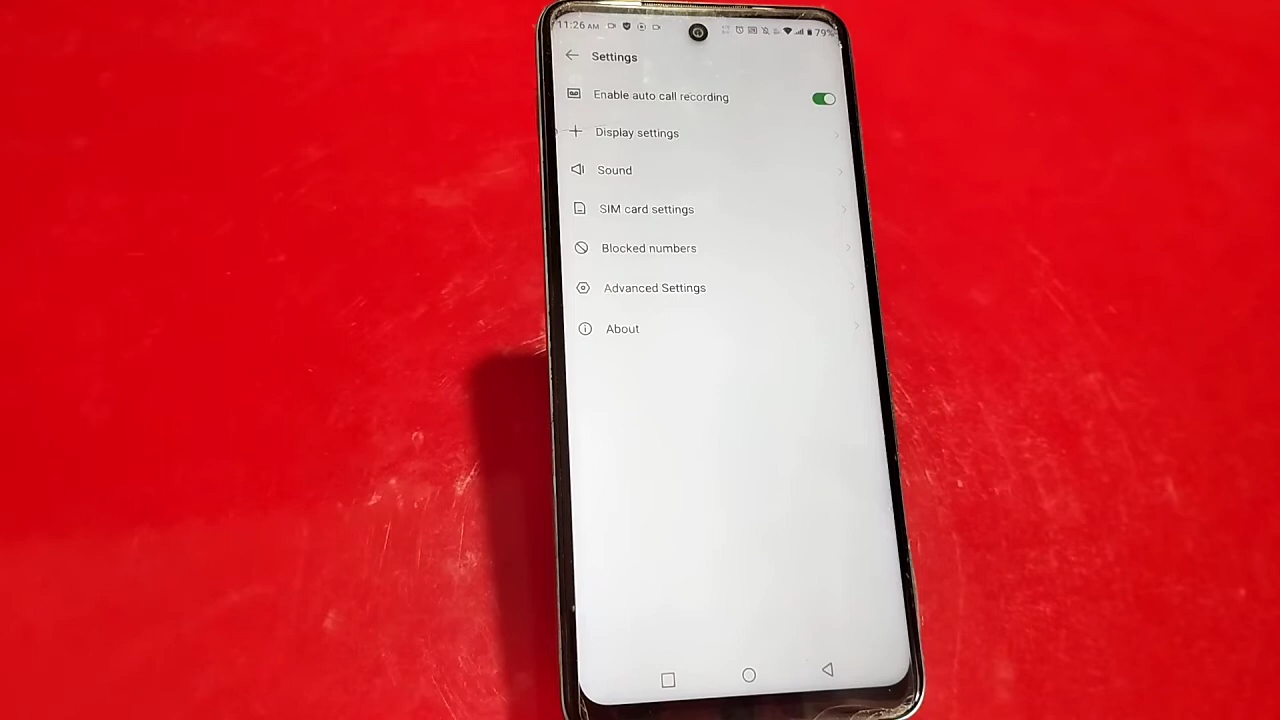 11:26 AM
79%
Settings
Enable auto call recording
Display settings
Sound
SIM card settings
Blocked numbers
Advanced Settings
About